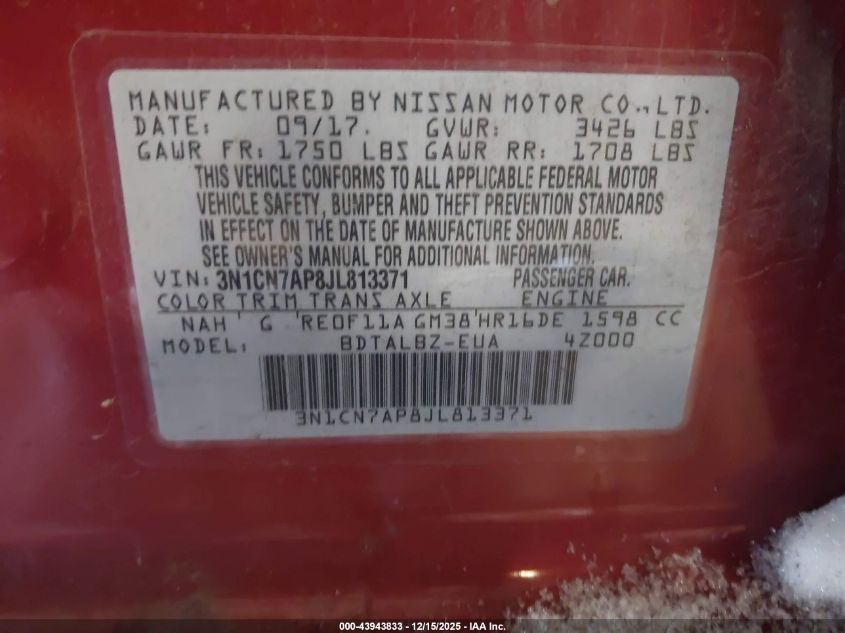 MANUFACTURED BY NISSAN MOTOR CO., LTD.
DATE: 09/17. GVWR: 3426 LBS
GAWR FR: 1750 LBS GAWR RR: 1708 LBS
THIS VEHICLE CONFORMS TO ALL APPLICABLE FEDERAL MOTOR
VEHICLE SAFETY, BUMPER AND THEFT PREVENTION STANDARDS
IN EFFECT ON THE DATE OF MANUFACTURE SHOWN ABOVE.
SEE OWNER'S MANUAL FOR ADDITIONAL INFORMATION.
VIN: 3N1CN7AP8JL813371 PASSENGER CAR.
COLOR TRIM TRANS AXLE ENGINE
NAH ' G 'RE0F11A GM38'HR16DE 1598 CC
MODEL: BDTALBZ-EUA 4Z000
3N1CN7AP8JL813371
000-43943833 - 12/15/2025 - IAA Inc.